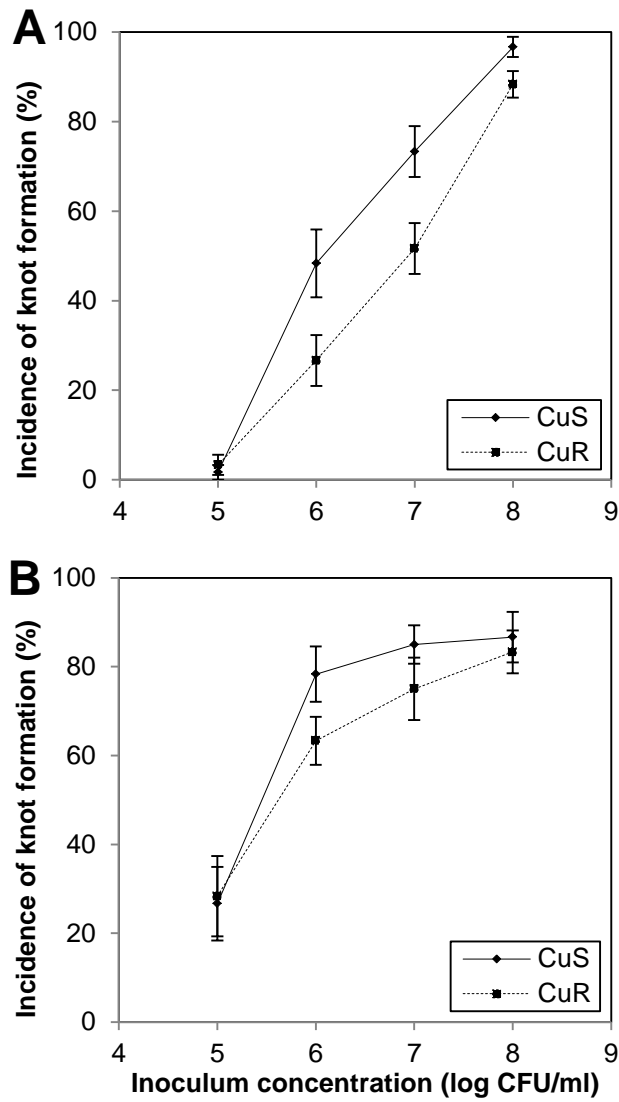 A
Incidence of knot formation (%)
100
80
60
40
20
0
4 5 6 7 8 9
CuS
CuR
B
Incidence of knot formation (%)
100
80
60
40
20
0
4 5 6 7 8 9
CuS
CuR
Inoculum concentration (log CFU/ml)